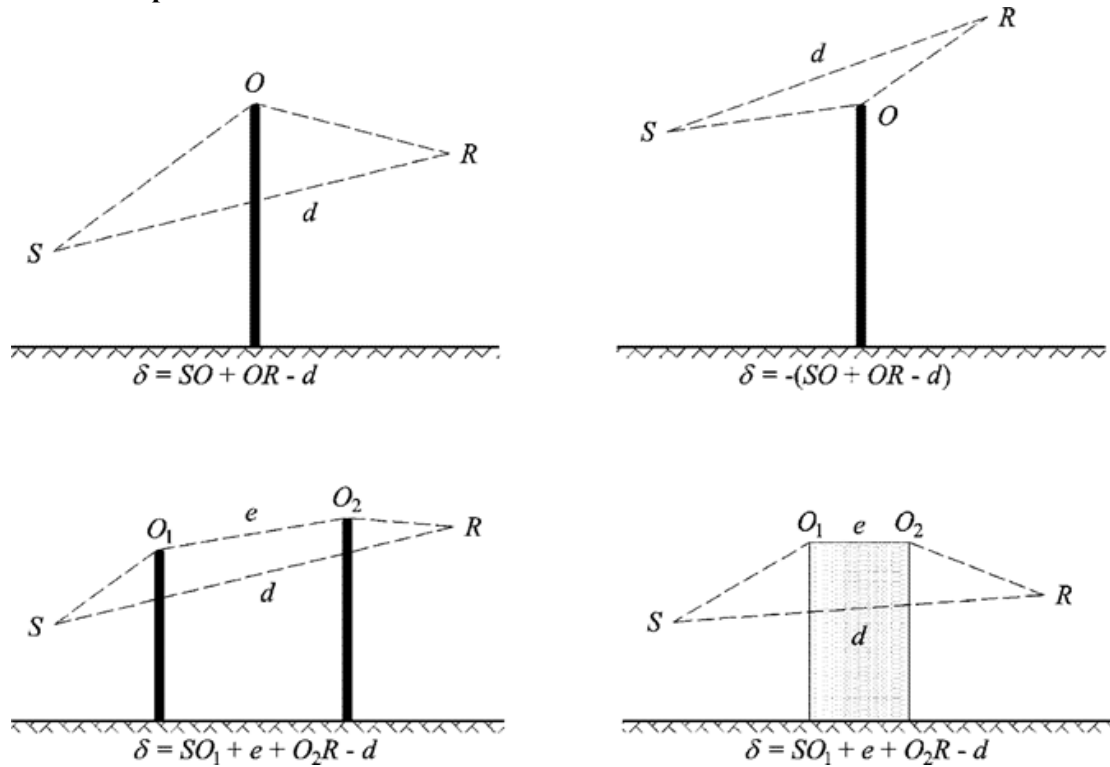 O
S
R
d
δ = SO + OR - d
R
d
S
O
δ = -(SO + OR - d)
O₁
e
O₂
R
d
S
δ = SO₁ + e + O₂R - d
O₁
e
O₂
S
R
d
δ = SO₁ + e + O₂R - d